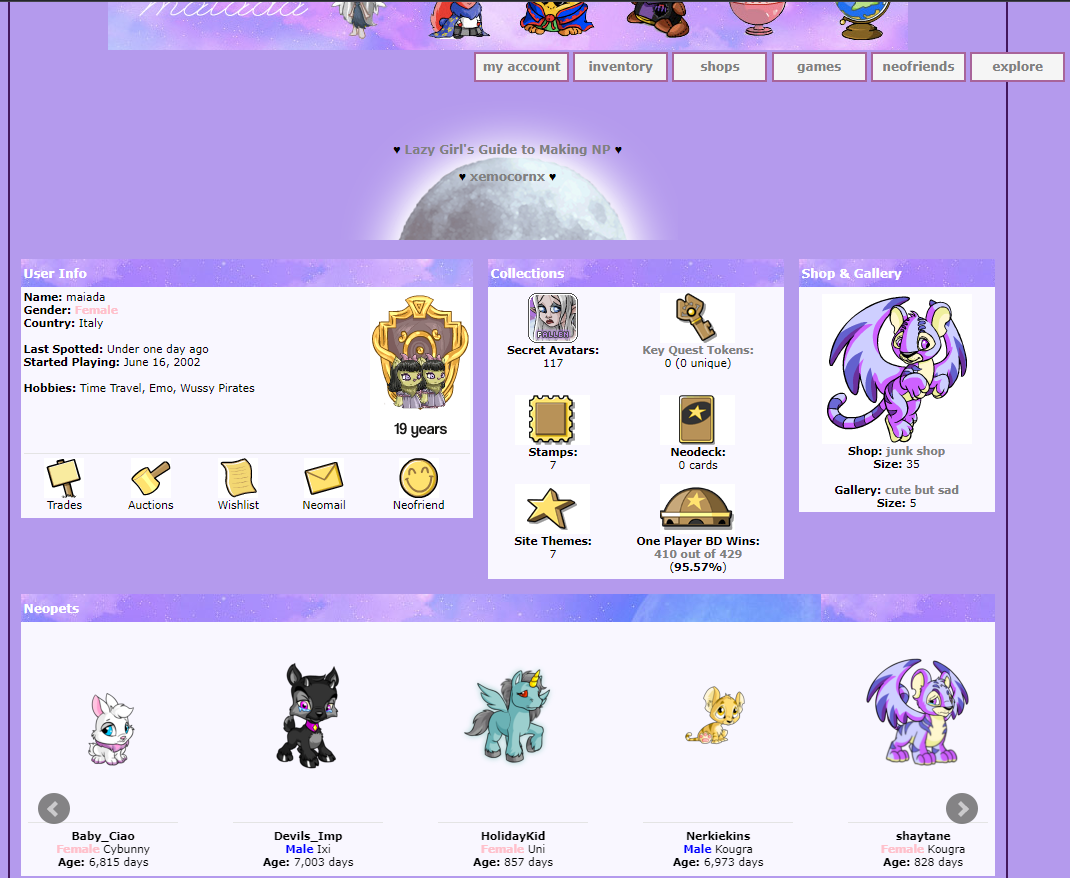 maiada
my account inventory shops games neofriends explore
♥ Lazy Girl's Guide to Making NP ♥
♥ xemocornx ♥
User Info
Name: maiada
Gender: Female
Country: Italy
Last Spotted: Under one day ago
Started Playing: June 16, 2002
Hobbies: Time Travel, Emo, Wussy Pirates
19 years
Trades Auctions Wishlist Neomail Neofriend
Collections
FALLEN
Secret Avatars:
117
Key Quest Tokens:
0 (0 unique)
Stamps:
7
Neodeck:
0 cards
Site Themes:
7
One Player BD Wins:
410 out of 429
(95.57%)
Shop & Gallery
Shop: junk shop
Size: 35
Gallery: cute but sad
Size: 5
Neopets
Baby_Ciao
Female Cybunny
Age: 6,815 days
Devils_Imp
Male Ixi
Age: 7,003 days
HolidayKid
Female Uni
Age: 857 days
Nerkiekins
Male Kougra
Age: 6,973 days
shaytane
Female Kougra
Age: 828 days